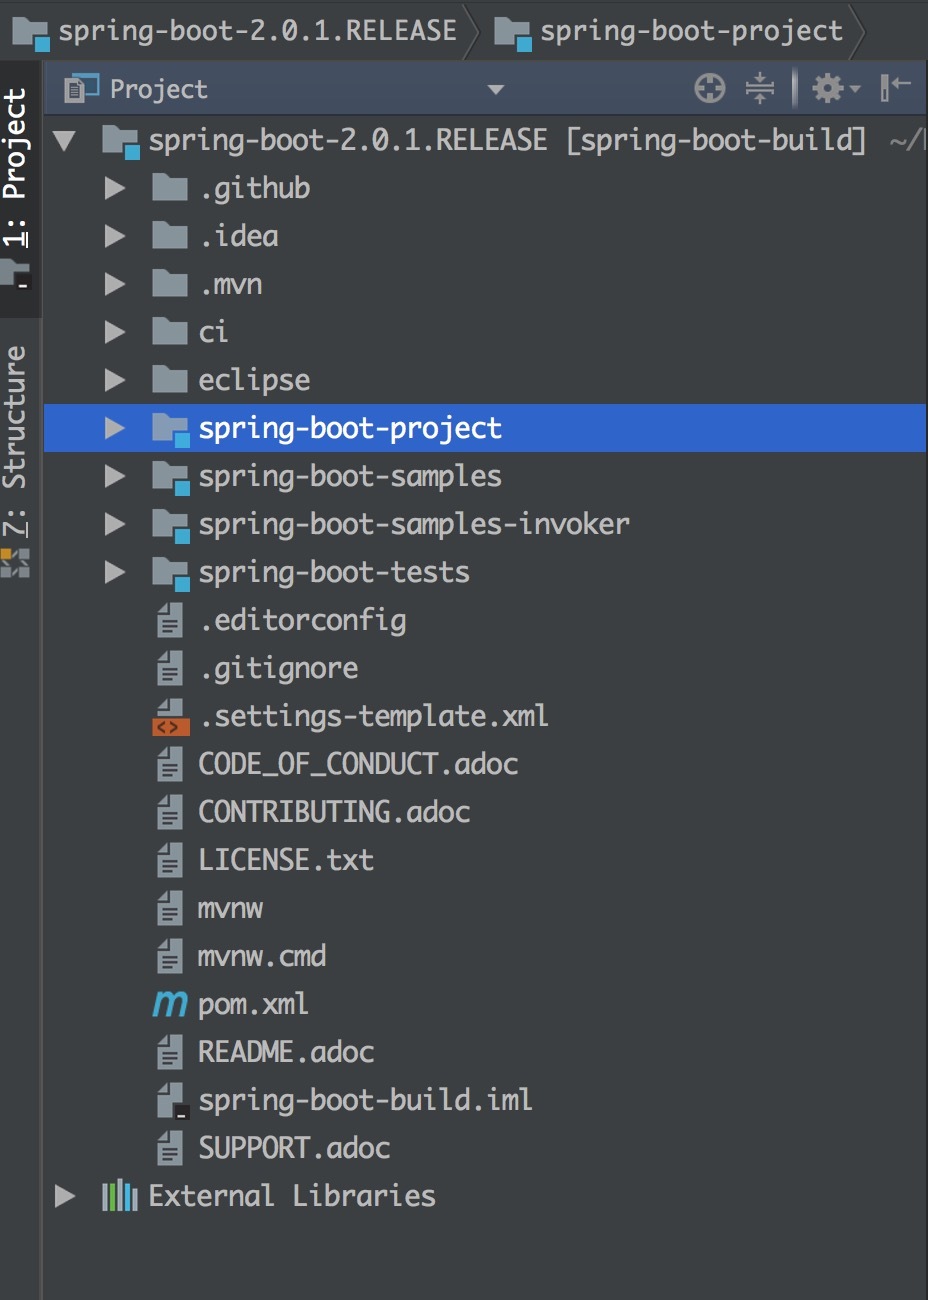 spring-boot-2.0.1.RELEASE spring-boot-project
Project
1: Project
7: Structure
spring-boot-2.0.1.RELEASE [spring-boot-build] ~/
.github
.idea
.mvn
ci
eclipse
spring-boot-project
spring-boot-samples
spring-boot-samples-invoker
spring-boot-tests
.editorconfig
.gitignore
.settings-template.xml
CODE_OF_CONDUCT.adoc
CONTRIBUTING.adoc
LICENSE.txt
mvnw
mvnw.cmd
pom.xml
README.adoc
spring-boot-build.iml
SUPPORT.adoc
External Libraries